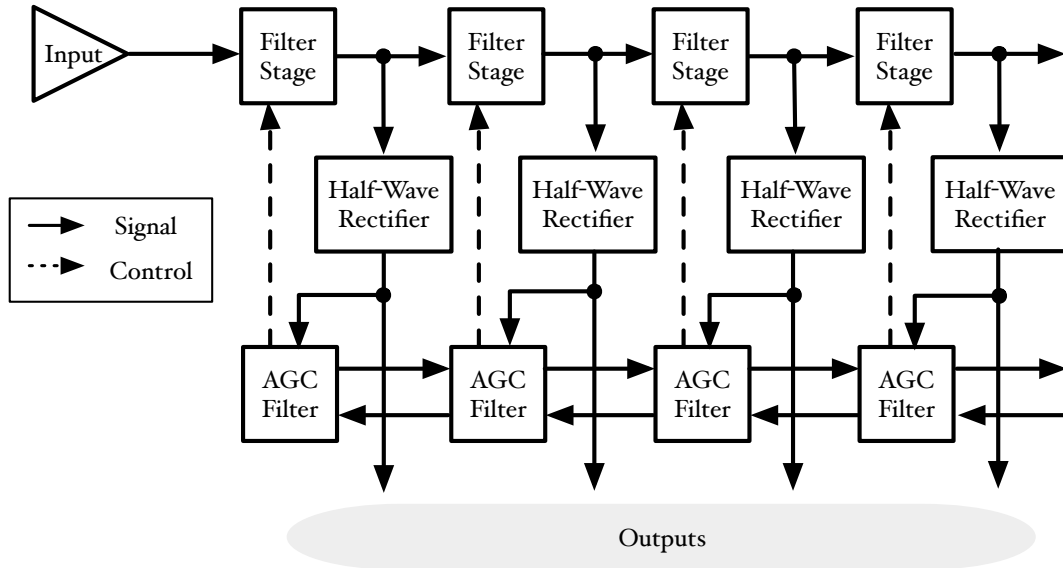 Input
Filter
Stage
Filter
Stage
Filter
Stage
Filter
Stage
Half-Wave
Rectifier
Half-Wave
Rectifier
Half-Wave
Rectifier
Half-Wave
Rectifier
Signal
Control
AGC
Filter
AGC
Filter
AGC
Filter
AGC
Filter
Outputs